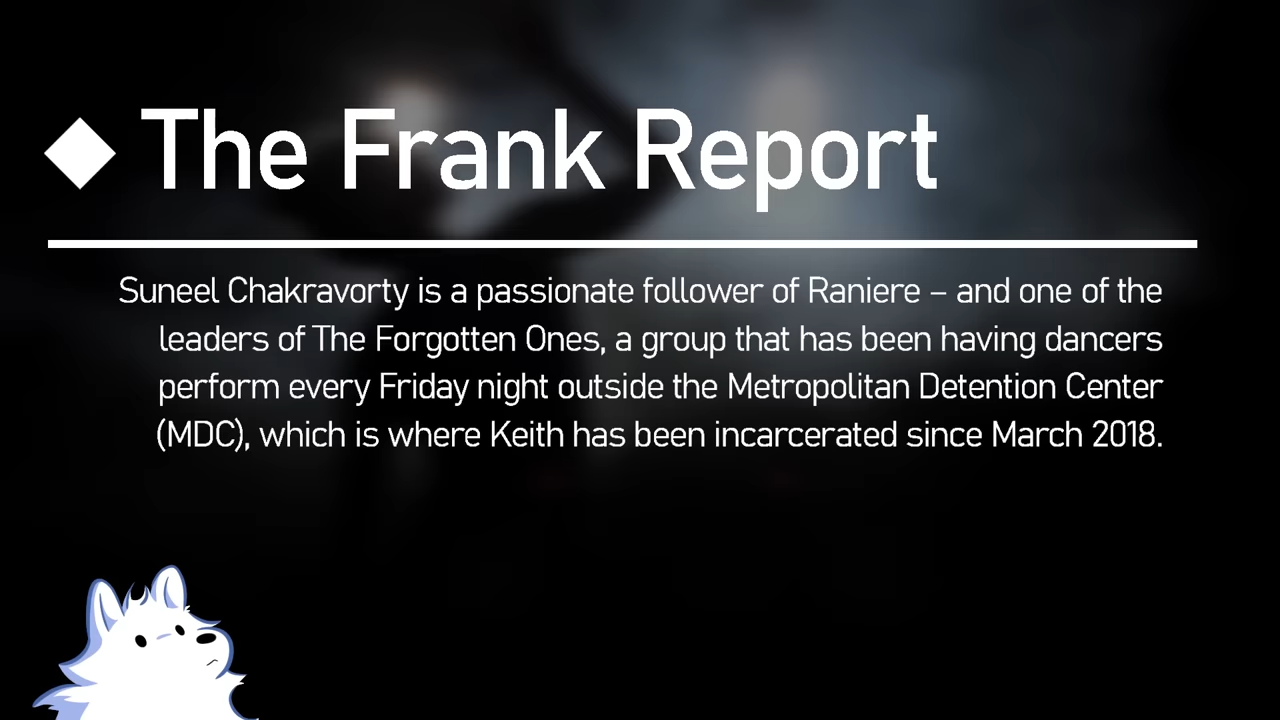 The Frank Report
Suneel Chakravorty is a passionate follower of Raniere – and one of the
leaders of The Forgotten Ones, a group that has been having dancers
perform every Friday night outside the Metropolitan Detention Center
(MDC), which is where Keith has been incarcerated since March 2018.